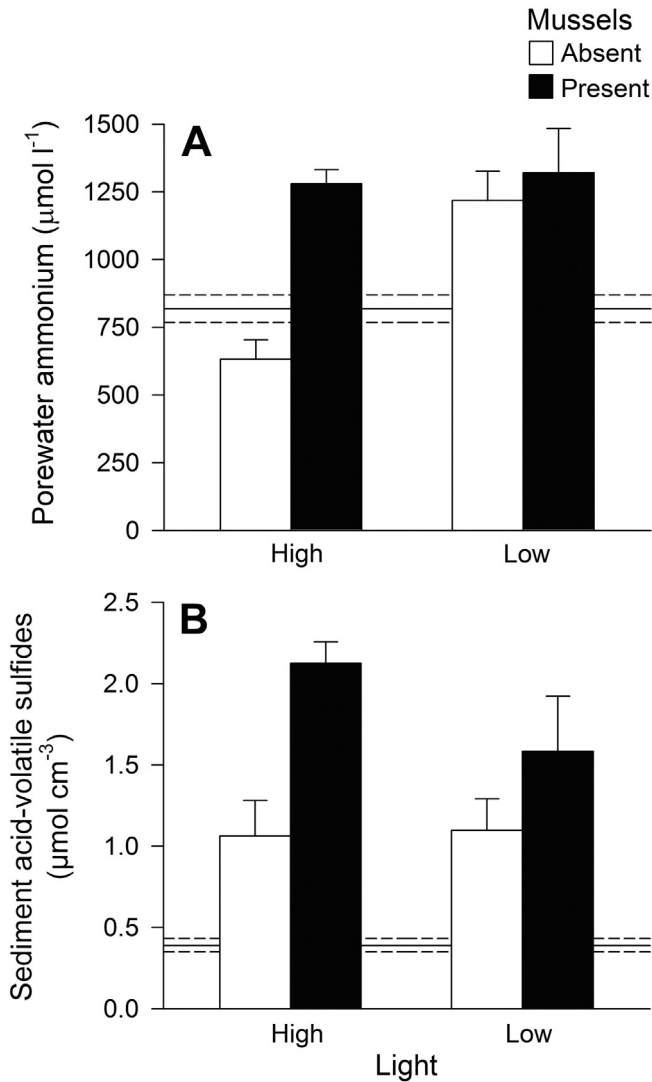 Mussels
Absent
Present
A
Porewater ammonium (μmol l⁻¹)
1500
1250
1000
750
500
250
0
High
Low
B
Sediment acid-volatile sulfides
(μmol cm⁻³)
2.5
2.0
1.5
1.0
0.5
0.0
High
Low
Light